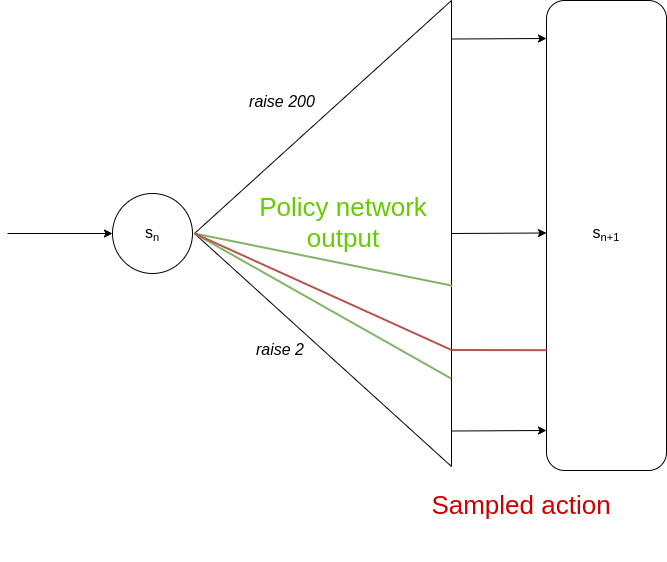 raise 200
Policy network
output
sn
sn+1
raise 2
Sampled action